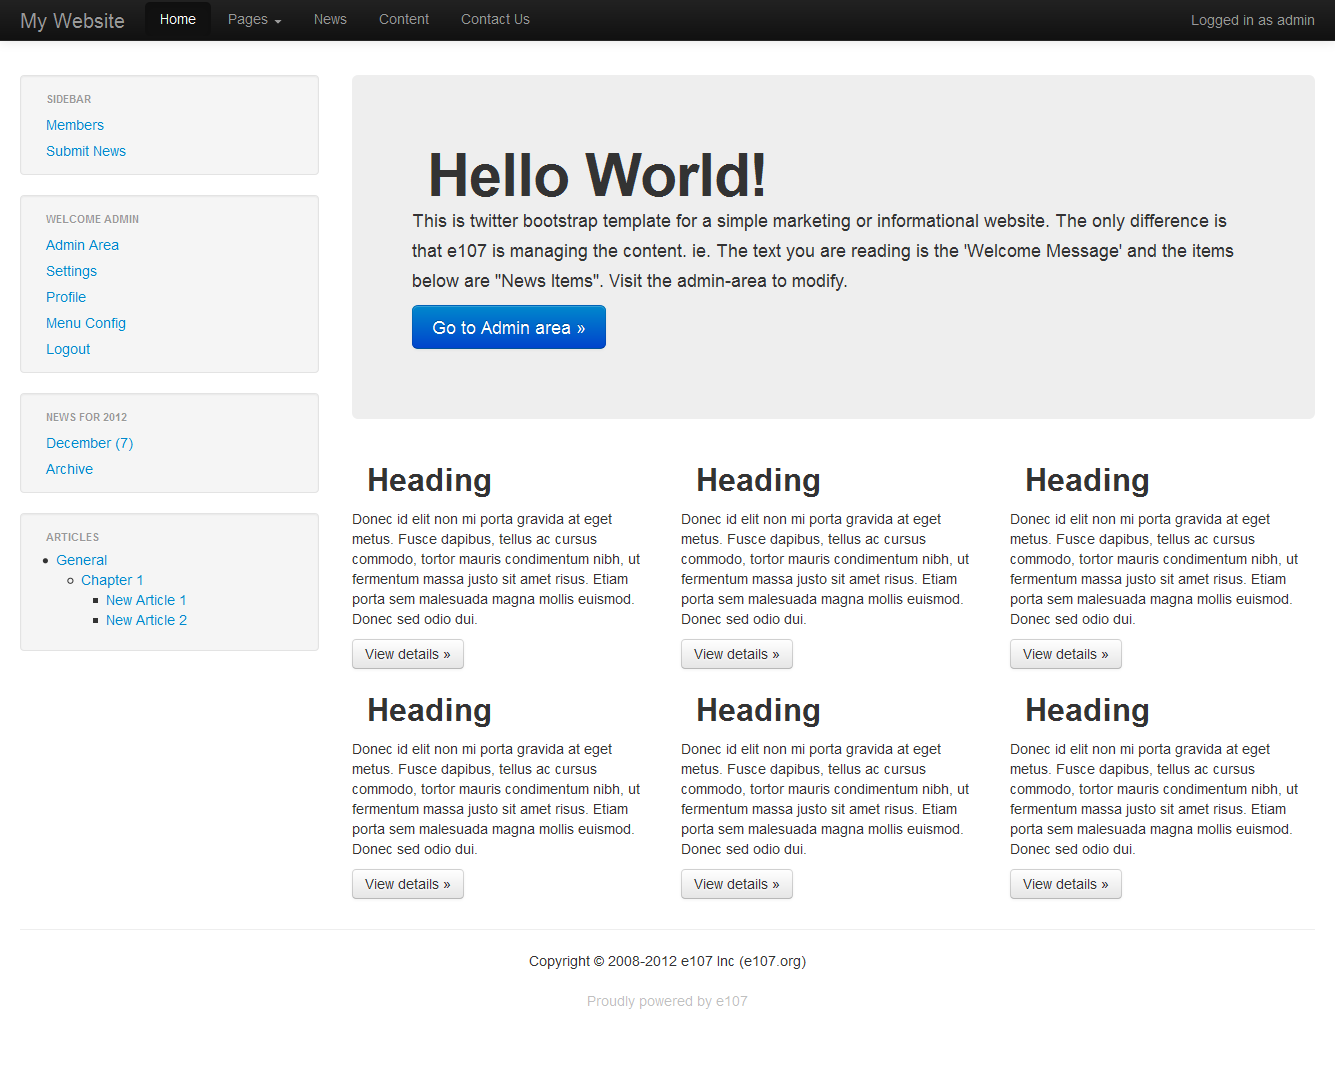 My Website Home Pages News Content Contact Us Logged in as admin
SIDEBAR
Members
Submit News
WELCOME ADMIN
Admin Area
Settings
Profile
Menu Config
Logout
NEWS FOR 2012
December (7)
Archive
ARTICLES
General
Chapter 1
New Article 1
New Article 2
Hello World!
This is twitter bootstrap template for a simple marketing or informational website. The only difference is
that e107 is managing the content. ie. The text you are reading is the 'Welcome Message' and the items
below are "News Items". Visit the admin-area to modify.
Go to Admin area »
Heading
Donec id elit non mi porta gravida at eget
metus. Fusce dapibus, tellus ac cursus
commodo, tortor mauris condimentum nibh, ut
fermentum massa justo sit amet risus. Etiam
porta sem malesuada magna mollis euismod.
Donec sed odio dui.
View details »
Heading
Donec id elit non mi porta gravida at eget
metus. Fusce dapibus, tellus ac cursus
commodo, tortor mauris condimentum nibh, ut
fermentum massa justo sit amet risus. Etiam
porta sem malesuada magna mollis euismod.
Donec sed odio dui.
View details »
Heading
Donec id elit non mi porta gravida at eget
metus. Fusce dapibus, tellus ac cursus
commodo, tortor mauris condimentum nibh, ut
fermentum massa justo sit amet risus. Etiam
porta sem malesuada magna mollis euismod.
Donec sed odio dui.
View details »
Heading
Donec id elit non mi porta gravida at eget
metus. Fusce dapibus, tellus ac cursus
commodo, tortor mauris condimentum nibh, ut
fermentum massa justo sit amet risus. Etiam
porta sem malesuada magna mollis euismod.
Donec sed odio dui.
View details »
Heading
Donec id elit non mi porta gravida at eget
metus. Fusce dapibus, tellus ac cursus
commodo, tortor mauris condimentum nibh, ut
fermentum massa justo sit amet risus. Etiam
porta sem malesuada magna mollis euismod.
Donec sed odio dui.
View details »
Heading
Donec id elit non mi porta gravida at eget
metus. Fusce dapibus, tellus ac cursus
commodo, tortor mauris condimentum nibh, ut
fermentum massa justo sit amet risus. Etiam
porta sem malesuada magna mollis euismod.
Donec sed odio dui.
View details »
Copyright © 2008-2012 e107 Inc (e107.org)
Proudly powered by e107